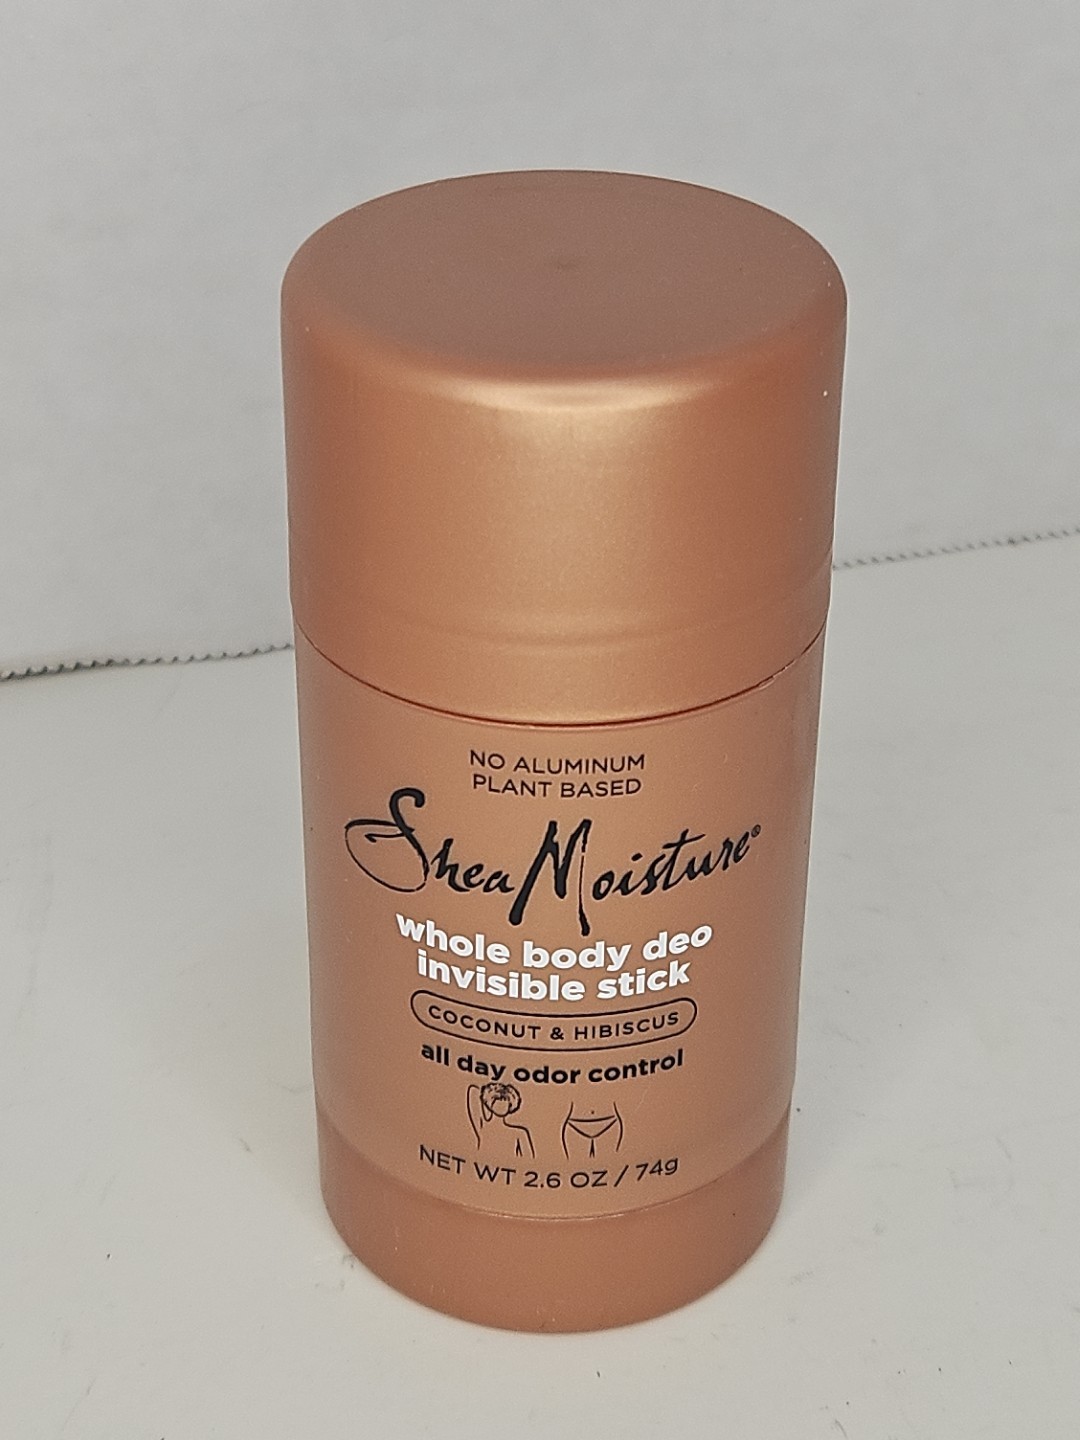 NO ALUMINUM
PLANT BASED
SheaMoisture®
whole body deo
invisible stick
COCONUT & HIBISCUS
all day odor control
NET WT 2.6 OZ / 74g